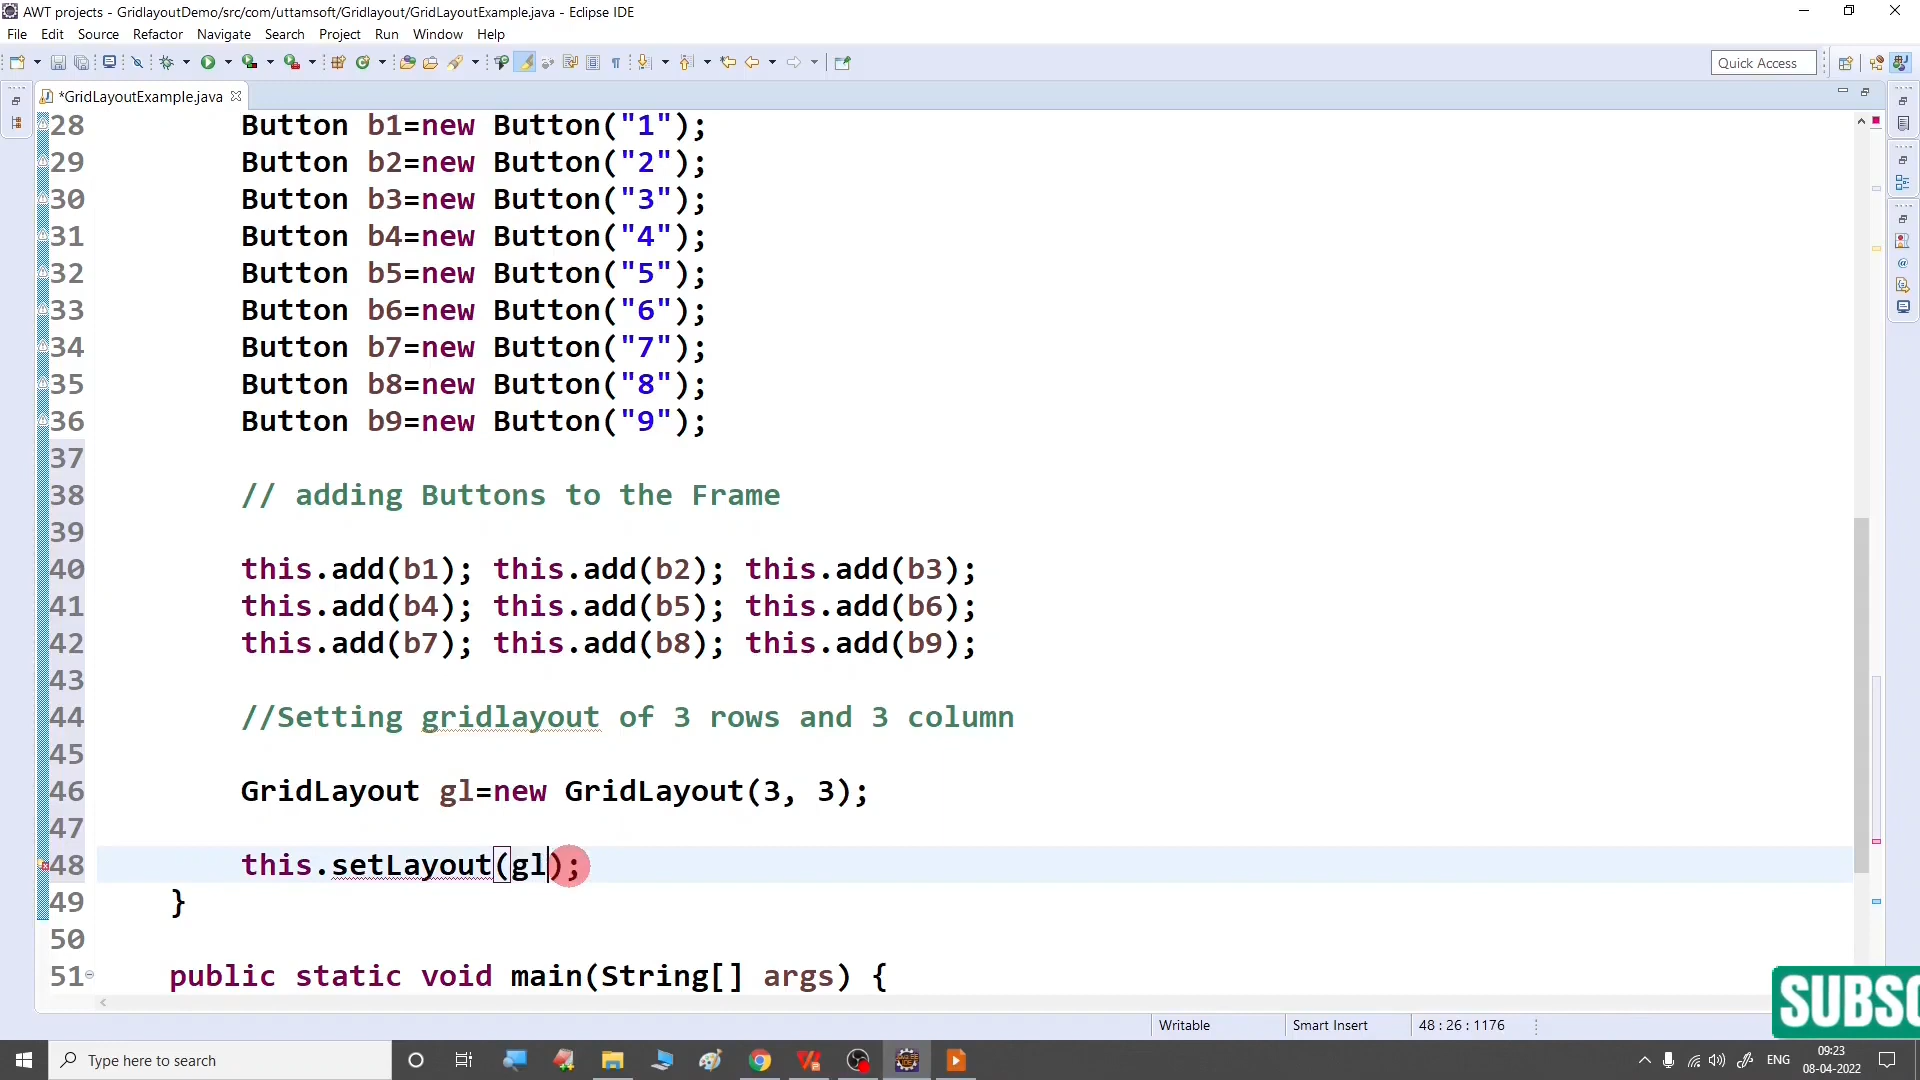 AWT projects - GridlayoutDemo/src/com/uttamsoft/Gridlayout/GridLayoutExample.java - Eclipse IDE
File Edit Source Refactor Navigate Search Project Run Window Help
Quick Access
*GridLayoutExample.java
28 Button b1=new Button("1");
29 Button b2=new Button("2");
30 Button b3=new Button("3");
31 Button b4=new Button("4");
32 Button b5=new Button("5");
33 Button b6=new Button("6");
34 Button b7=new Button("7");
35 Button b8=new Button("8");
36 Button b9=new Button("9");
37
38 // adding Buttons to the Frame
39
40 this.add(b1); this.add(b2); this.add(b3);
41 this.add(b4); this.add(b5); this.add(b6);
42 this.add(b7); this.add(b8); this.add(b9);
43
44 //Setting gridlayout of 3 rows and 3 column
45
46 GridLayout gl=new GridLayout(3, 3);
47
48 this.setLayout(gl);
49 }
50
51 public static void main(String[] args) {
SUBSC
Writable Smart Insert 48 : 26 : 1176
Type here to search
ENG
09:23
08-04-2022